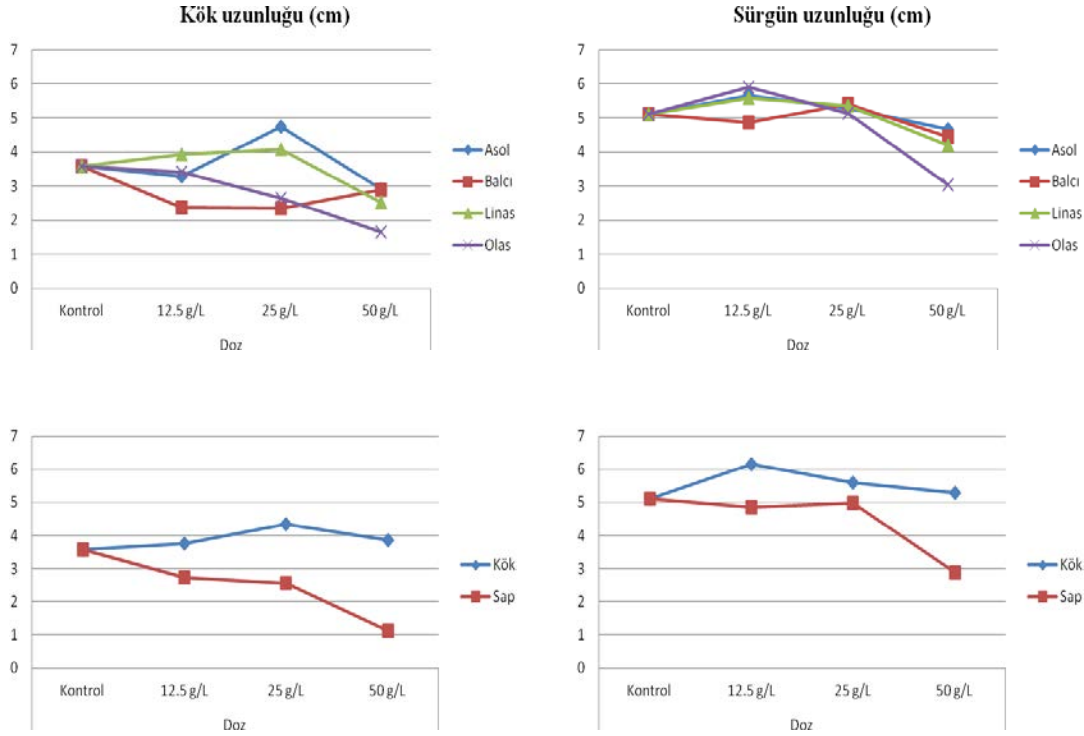 Kök uzunluğu (cm)
7
6
5
4
3
2
1
0
Kontrol 12.5 g/L 25 g/L 50 g/L
Doz
Asol
Balcı
Linas
Olas
Sürgün uzunluğu (cm)
7
6
5
4
3
2
1
0
Kontrol 12.5 g/L 25 g/L 50 g/L
Doz
Asol
Balcı
Linas
Olas
7
6
5
4
3
2
1
0
Kontrol 12.5 g/L 25 g/L 50 g/L
Doz
Kök
Sap
7
6
5
4
3
2
1
0
Kontrol 12.5 g/L 25 g/L 50 g/L
Doz
Kök
Sap